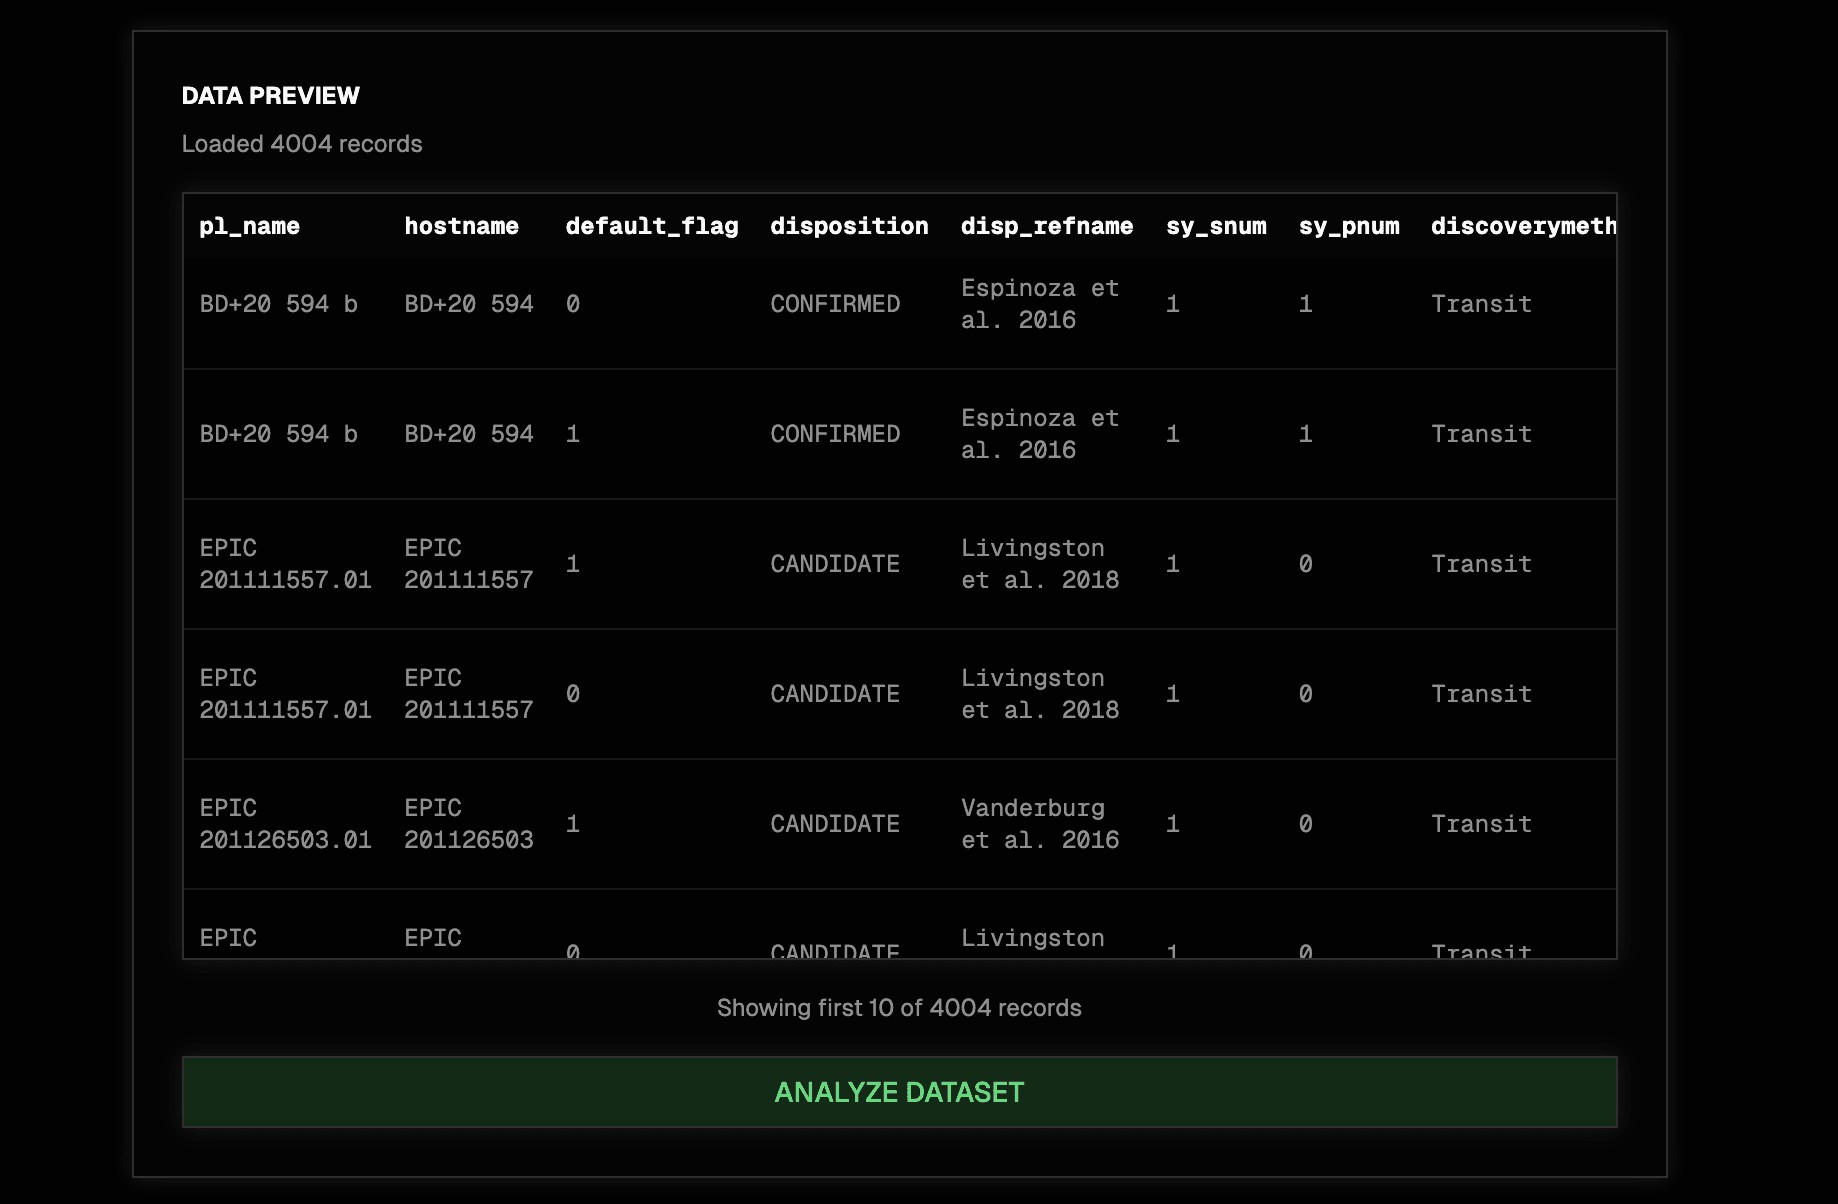 DATA PREVIEW
Loaded 4004 records
pl_name hostname default_flag disposition disp_refname sy_snum sy_pnum discoverymeth
BD+20 594 b BD+20 594 0 CONFIRMED Espinoza et al. 2016 1 1 Transit
BD+20 594 b BD+20 594 1 CONFIRMED Espinoza et al. 2016 1 1 Transit
EPIC 201111557.01 EPIC 201111557 1 CANDIDATE Livingston et al. 2018 1 0 Transit
EPIC 201111557.01 EPIC 201111557 0 CANDIDATE Livingston et al. 2018 1 0 Transit
EPIC 201126503.01 EPIC 201126503 1 CANDIDATE Vanderburg et al. 2016 1 0 Transit
EPIC EPIC 0 CANDIDATE Livingston 1 0 Transit
Showing first 10 of 4004 records
ANALYZE DATASET